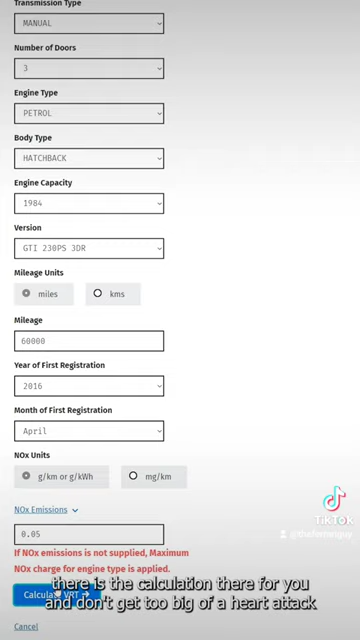 Transmission Type
MANUAL
Number of Doors
3
Engine Type
PETROL
Body Type
HATCHBACK
Engine Capacity
1984
Version
GTI 230PS 3DR
Mileage Units
miles
kms
Mileage
60000
Year of First Registration
2016
Month of First Registration
April
NOx Units
g/km or g/kWh
mg/km
NOx Emissions
0.05
If NOx emissions is not supplied, Maximum
NOx charge for engine type is applied.
Calculate VRT
there is the calculation there for you
and don't get too big of a heart attack
Cancel
TikTok